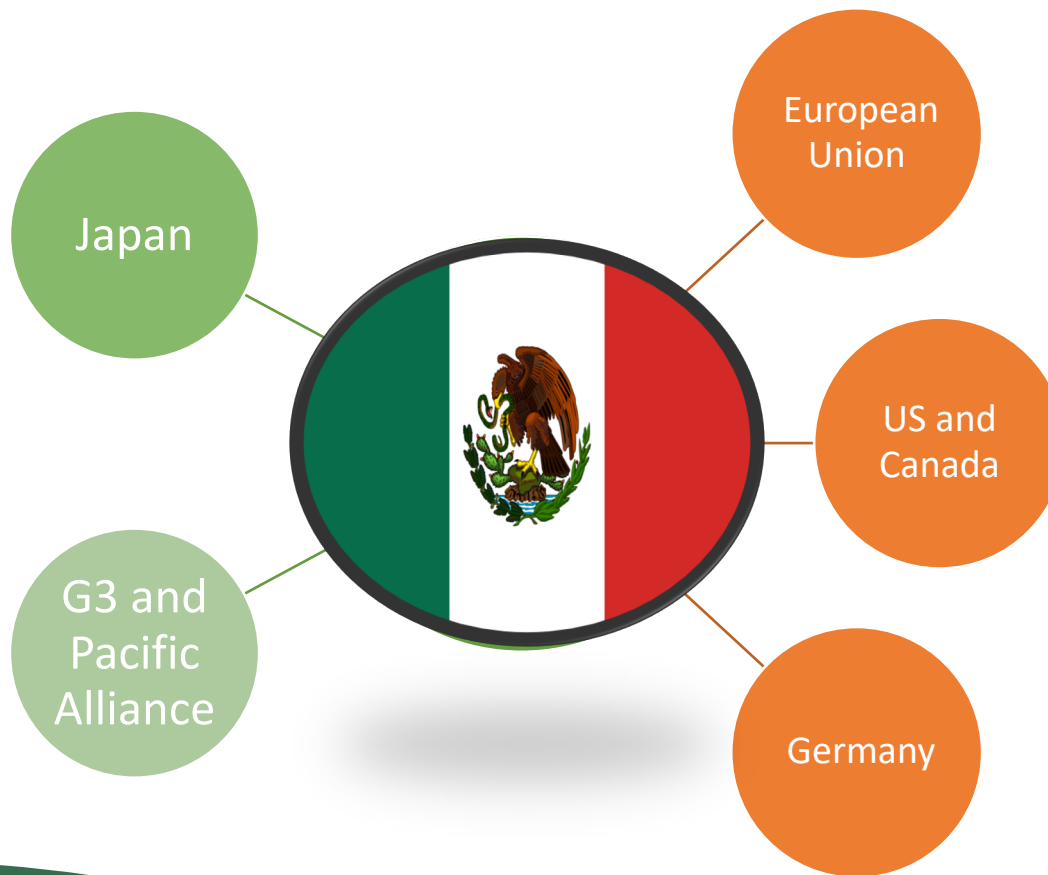 European
Union
Japan
US and
Canada
G3 and
Pacific
Alliance
Germany